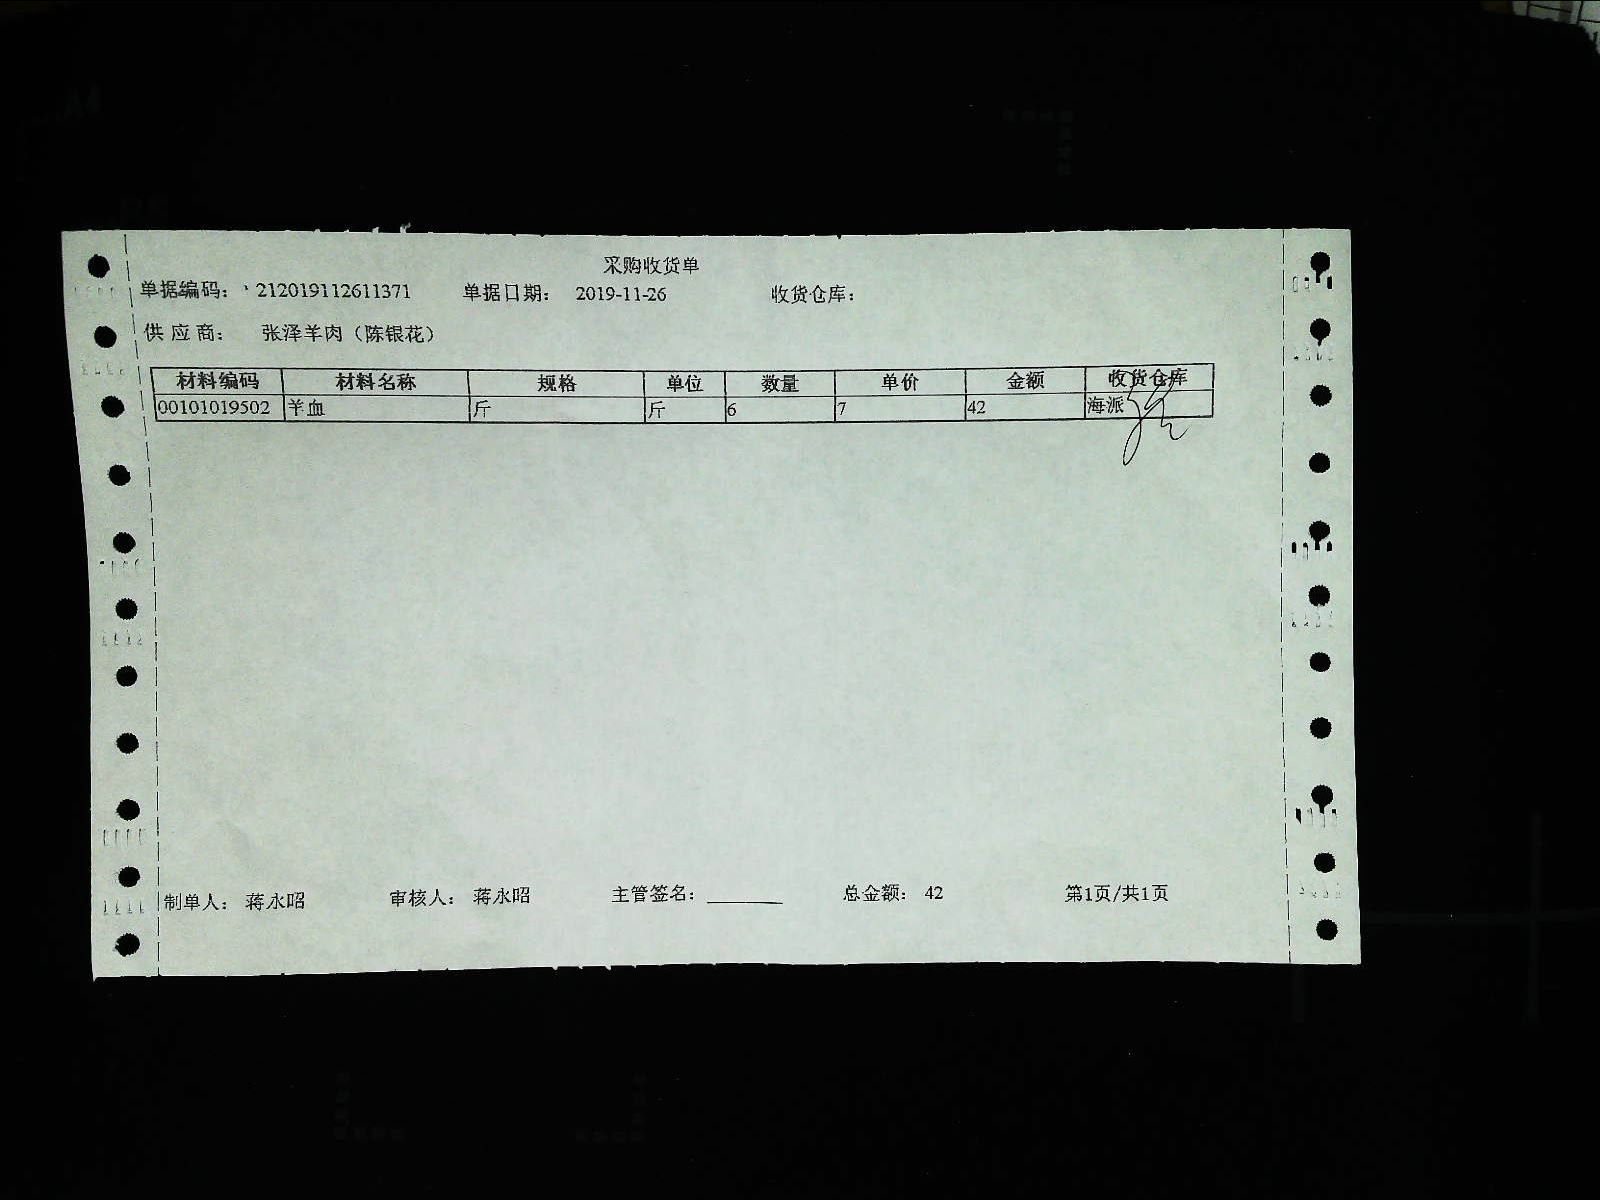 采购收货单
单据编码： 212019112611371 单据日期： 2019-11-26 收货仓库：
供应商： 张泽羊肉（陈银花）
材料编码 材料名称 规格 单位 数量 单价 金额 收货仓库
00101019502 羊血 斤 斤 6 7 42 海派
制单人： 蒋永昭 审核人： 蒋永昭 主管签名：________ 总金额： 42 第1页/共1页